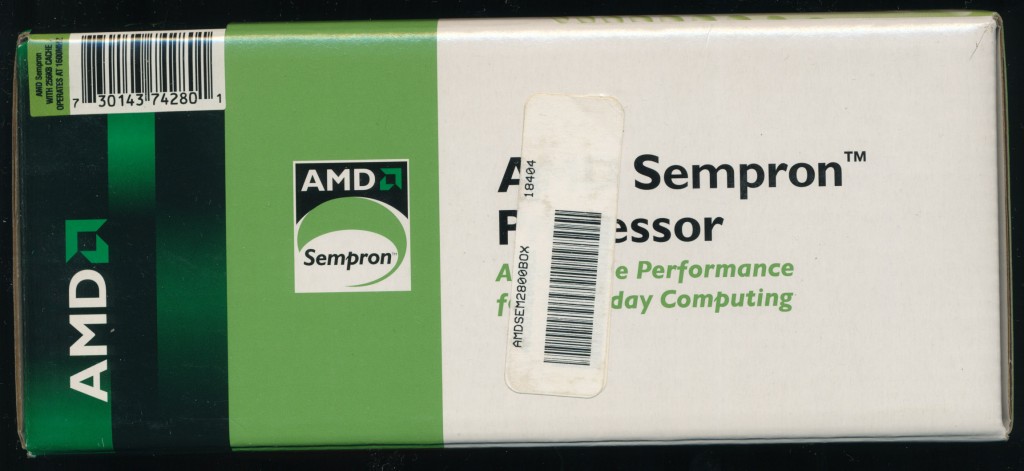 AMD Sempron
WITH 256KB CACHE
OPERATES AT 1600MHz
7 30143 74280 1
AMD
AMD
Sempron
A Sempron™
P essor
A e Performance
f day Computing
18404
AMDSEM2800BOX